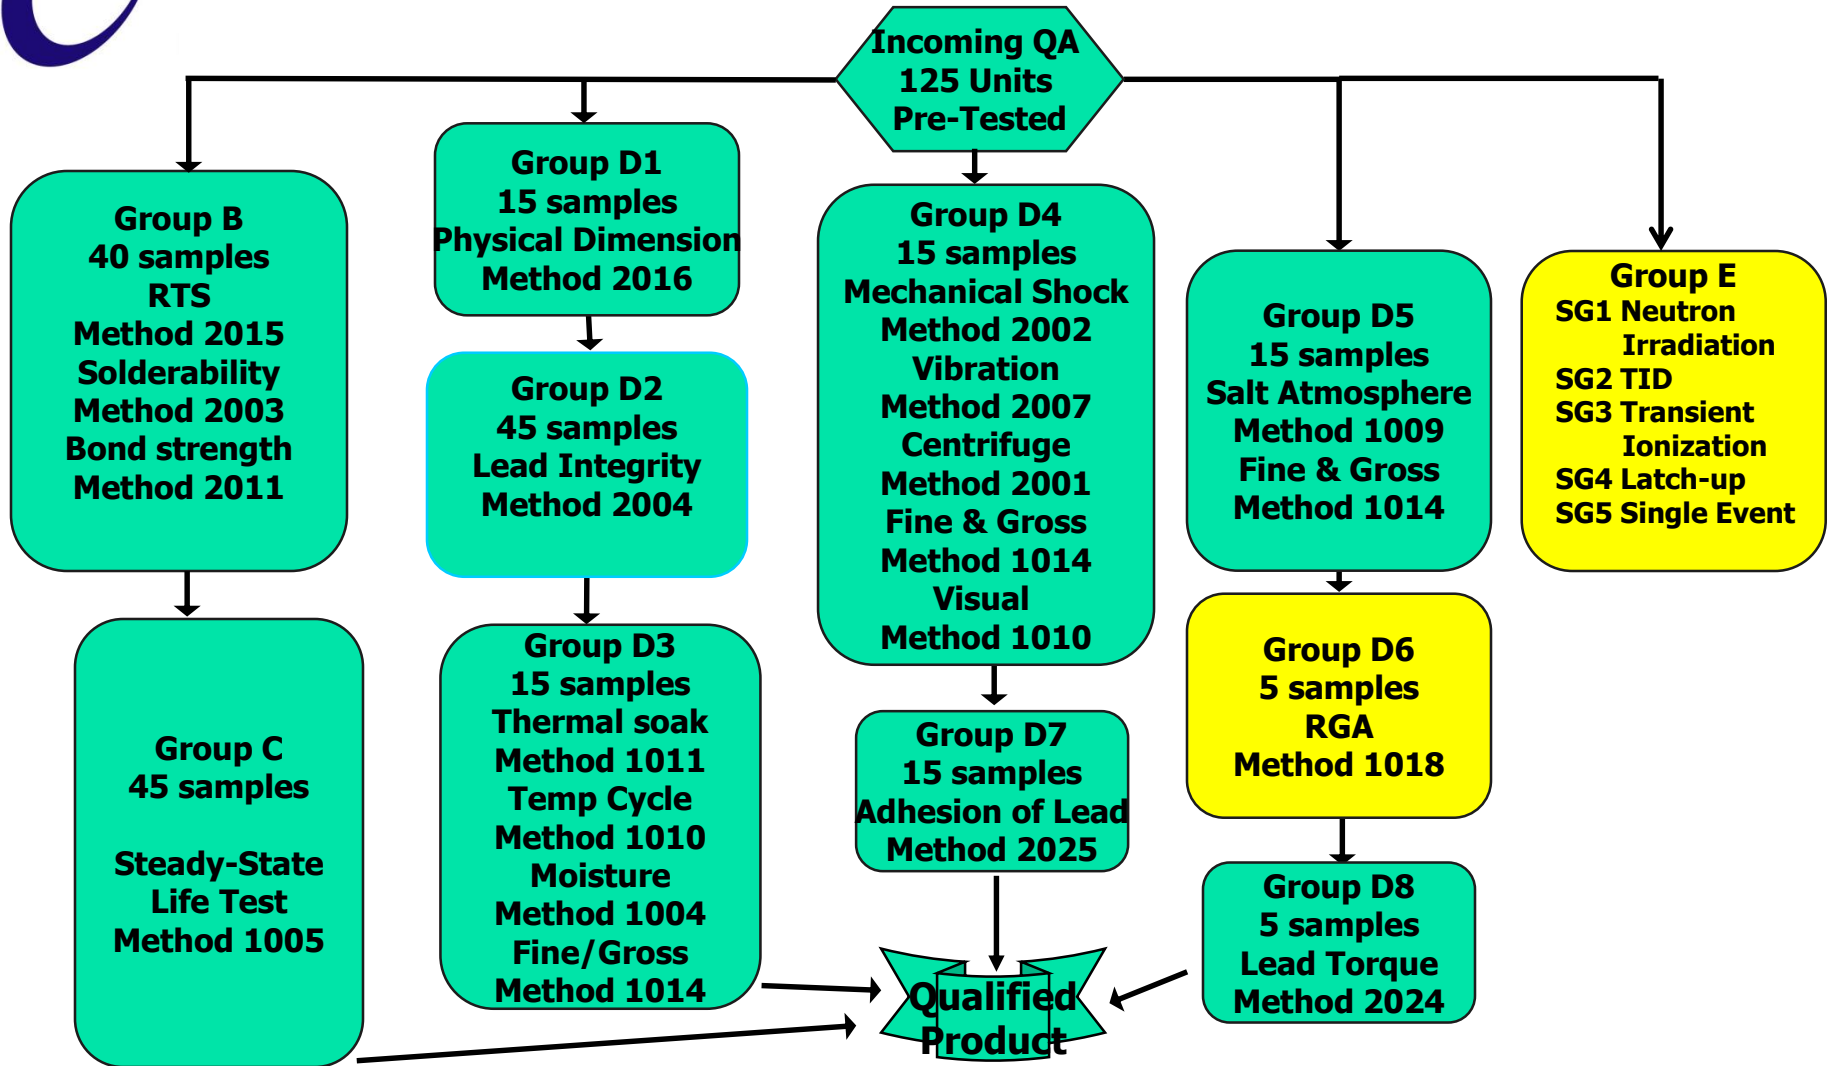 Incoming QA
125 Units
Pre-Tested
Group B
40 samples
RTS
Method 2015
Solderability
Method 2003
Bond strength
Method 2011
Group C
45 samples
Steady-State
Life Test
Method 1005
Group D1
15 samples
Physical Dimension
Method 2016
Group D2
45 samples
Lead Integrity
Method 2004
Group D3
15 samples
Thermal soak
Method 1011
Temp Cycle
Method 1010
Moisture
Method 1004
Fine/Gross
Method 1014
Group D4
15 samples
Mechanical Shock
Method 2002
Vibration
Method 2007
Centrifuge
Method 2001
Fine & Gross
Method 1014
Visual
Method 1010
Group D7
15 samples
Adhesion of Lead
Method 2025
Group D5
15 samples
Salt Atmosphere
Method 1009
Fine & Gross
Method 1014
Group D6
5 samples
RGA
Method 1018
Group D8
5 samples
Lead Torque
Method 2024
Group E
SG1 Neutron
Irradiation
SG2 TID
SG3 Transient
Ionization
SG4 Latch-up
SG5 Single Event
Qualified
Product